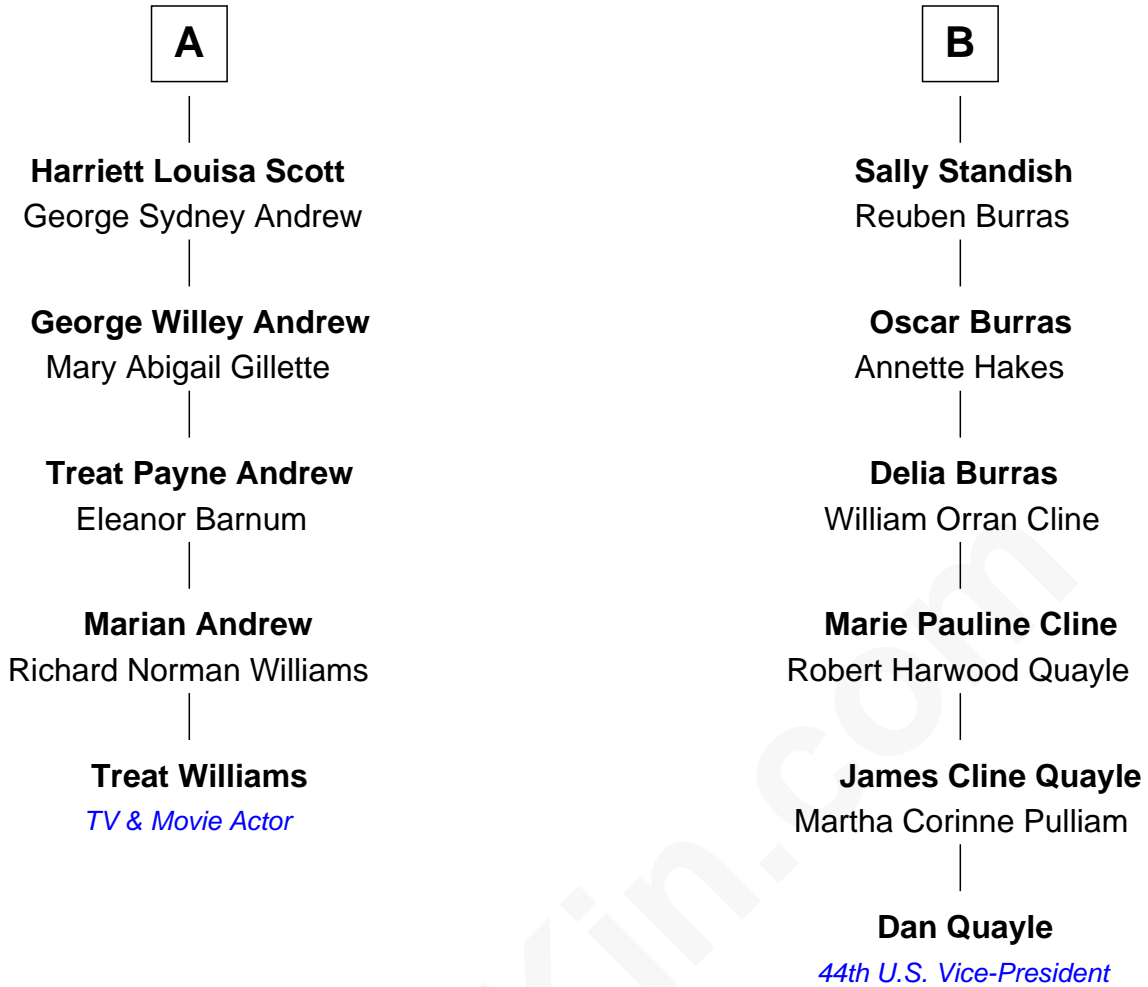 A
Harriett Louisa Scott
George Sydney Andrew
George Willey Andrew
Mary Abigail Gillette
Treat Payne Andrew
Eleanor Barnum
Marian Andrew
Richard Norman Williams
Treat Williams
TV & Movie Actor
B
Sally Standish
Reuben Burras
Oscar Burras
Annette Hakes
Delia Burras
William Orran Cline
Marie Pauline Cline
Robert Harwood Quayle
James Cline Quayle
Martha Corinne Pulliam
Dan Quayle
44th U.S. Vice-President
Kin.com